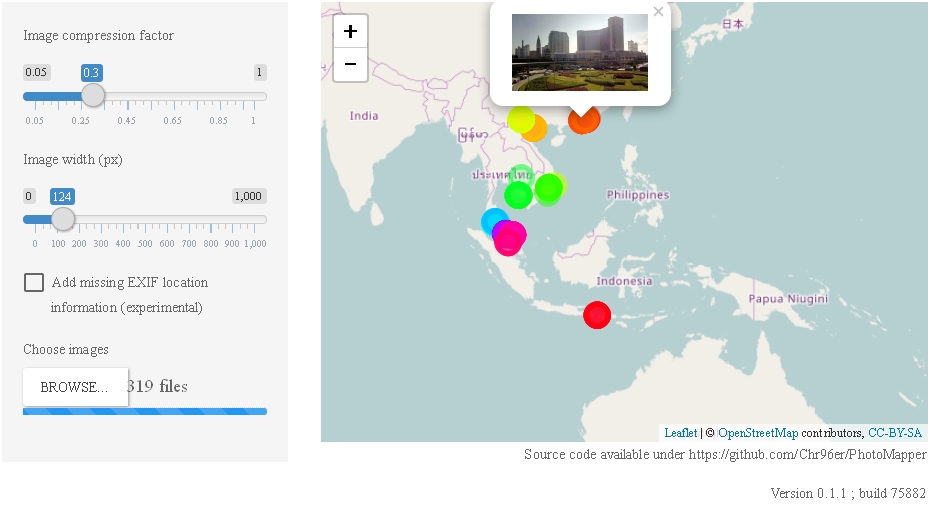 Image compression factor
0.05 0.3 1
0.05 0.25 0.45 0.65 0.85 1
Image width (px)
0 124 1,000
0 100 200 300 400 500 600 700 800 900 1,000
Add missing EXIF location
information (experimental)
Choose images
BROWSE... 319 files
+
−
×
日本
India
မြန်မာ
ประเทศไทย
Philippines
Indonesia
Papua Niugini
Leaflet | © OpenStreetMap contributors, CC-BY-SA
Source code available under https://github.com/Chr96er/PhotoMapper
Version 0.1.1 ; build 75882